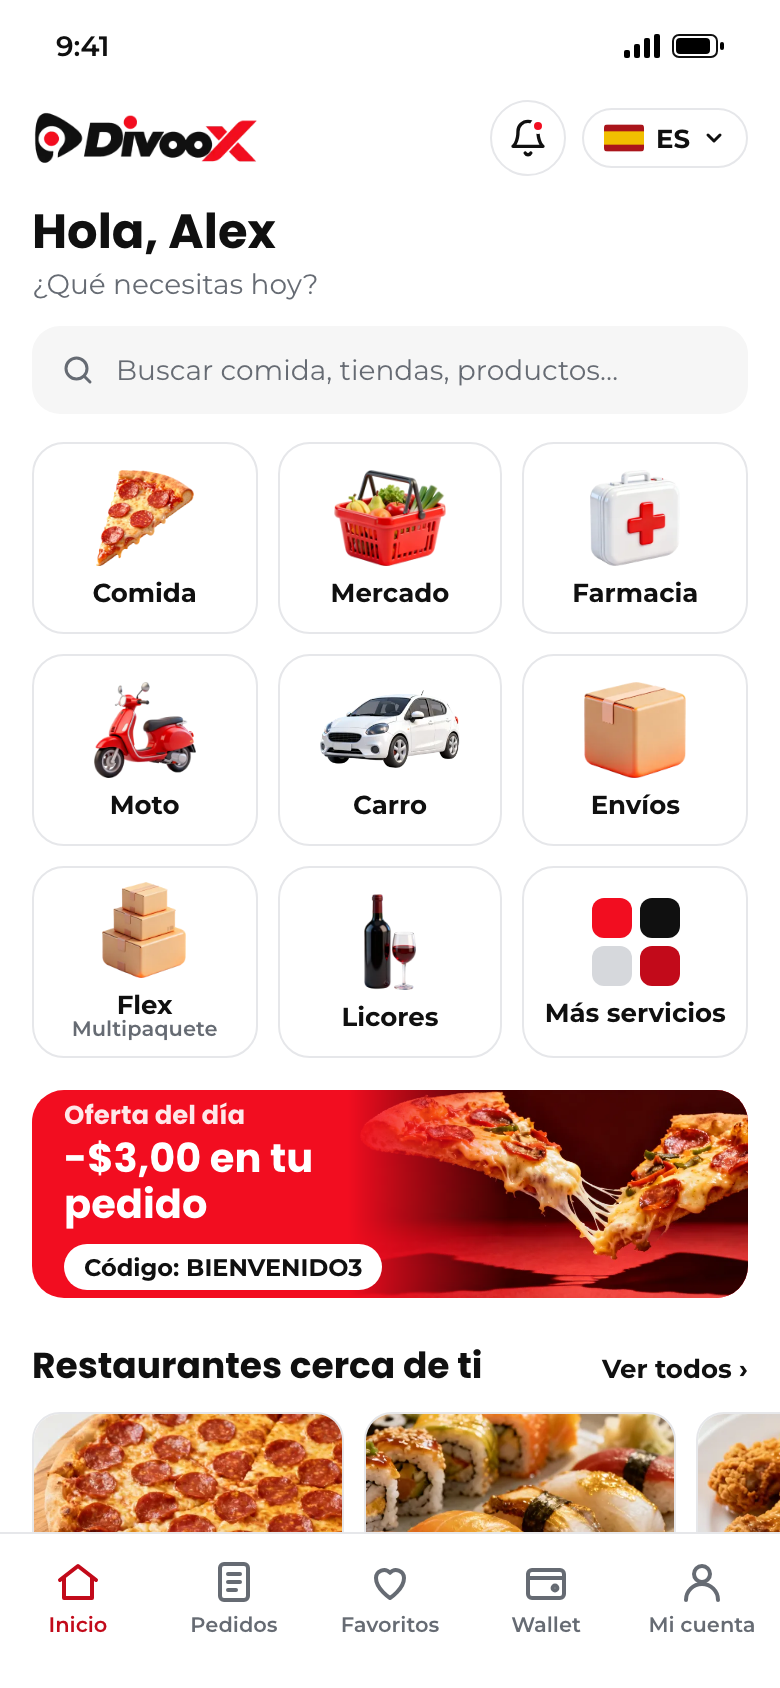 9:41
DivooX
ES
Hola, Alex
¿Qué necesitas hoy?
Buscar comida, tiendas, productos...
Comida
Mercado
Farmacia
Moto
Carro
Envíos
Flex
Multipaquete
Licores
Más servicios
Oferta del día
-$3,00 en tu
pedido
Código: BIENVENIDO3
Restaurantes cerca de ti
Ver todos ›
Inicio
Pedidos
Favoritos
Wallet
Mi cuenta